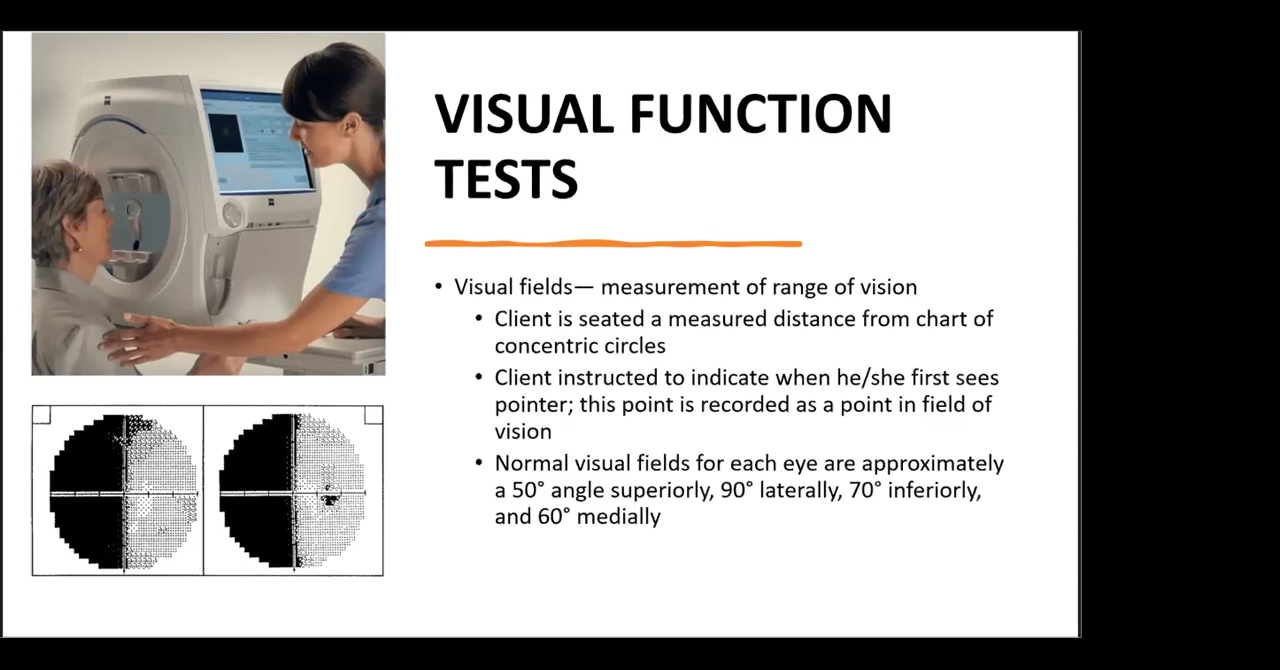 VISUAL FUNCTION
TESTS
• Visual fields— measurement of range of vision
• Client is seated a measured distance from chart of
concentric circles
• Client instructed to indicate when he/she first sees
pointer; this point is recorded as a point in field of
vision
• Normal visual fields for each eye are approximately
a 50° angle superiorly, 90° laterally, 70° inferiorly,
and 60° medially